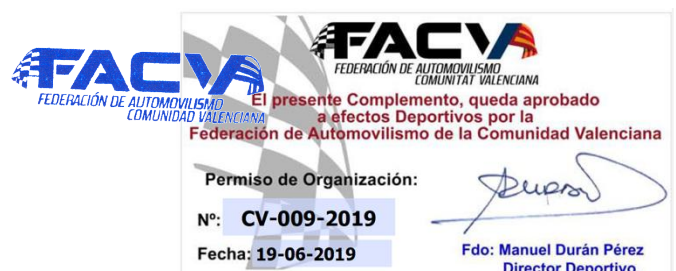 FACVA
FEDERACIÓN DE AUTOMOVILISMO
COMUNIDAD VALENCIANA
FACV
FEDERACIÓN DE AUTOMOVILISMO
COMUNITAT VALENCIANA
El presente Complemento, queda aprobado
a efectos Deportivos por la
Federación de Automovilismo de la Comunidad Valenciana
Permiso de Organización:
Nº: CV-009-2019
Fecha: 19-06-2019
Fdo: Manuel Durán Pérez
Director Deportivo